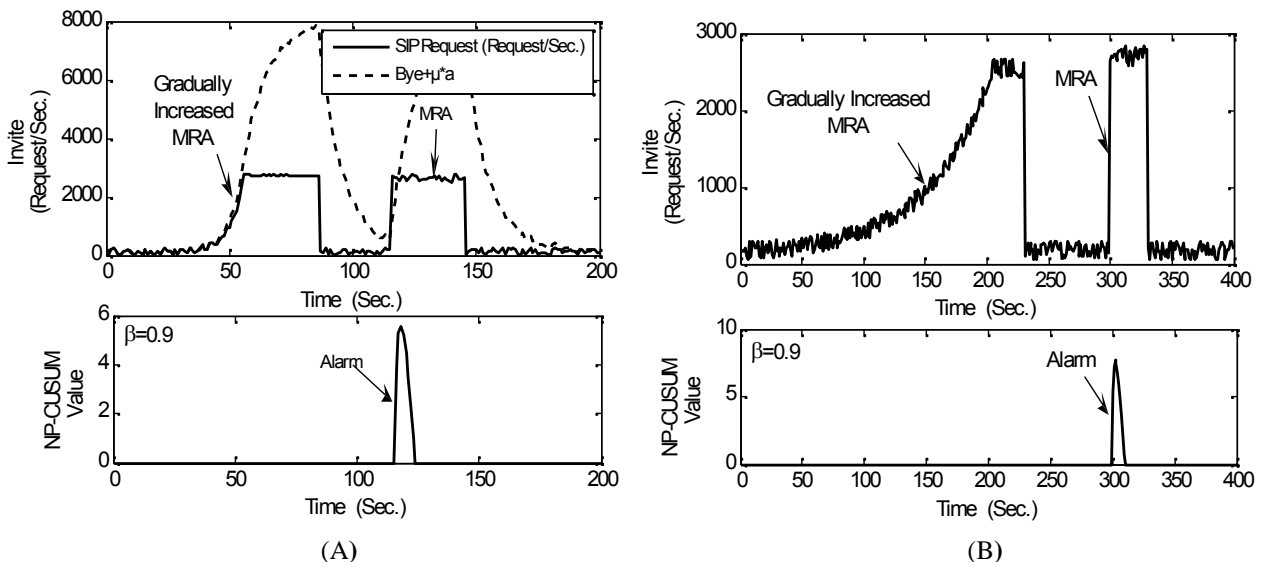 8000
6000
4000
2000
0
Invite
(Request/Sec.)
SIP Request (Request/Sec.)
Bye+μ*a
Gradually
Increased
MRA
MRA
0
50
100
150
200
Time (Sec.)
6
4
2
0
NP-CUSUM
Value
β=0.9
Alarm
0
50
100
150
200
Time (Sec.)
(A)
3000
2000
1000
0
Invite
(Request/Sec.)
Gradually Increased
MRA
MRA
0
50
100
150
200
250
300
350
400
Time (Sec.)
10
5
0
NP-CUSUM
Value
β=0.9
Alarm
0
50
100
150
200
250
300
350
400
Time (Sec.)
(B)